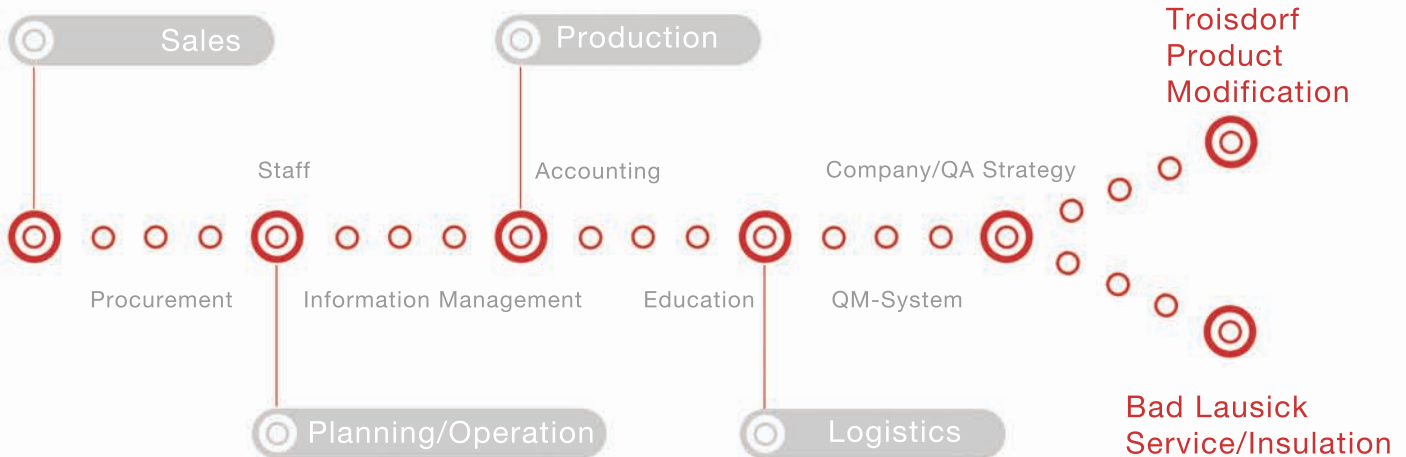 Sales
Production
Troisdorf
Product
Modification
Staff
Accounting
Company/QA Strategy
Procurement
Information Management
Education
QM-System
Planning/Operation
Logistics
Bad Lausick
Service/Insulation